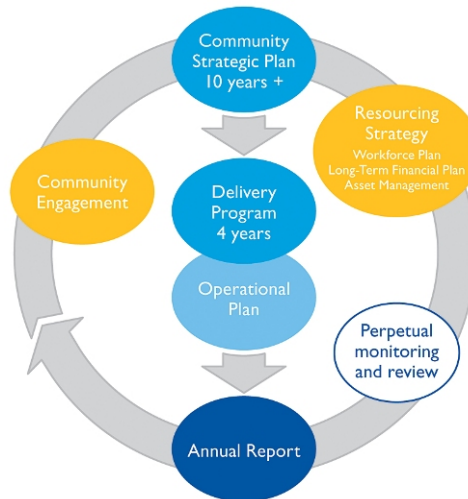 Community
Strategic Plan
10 years +
Resourcing
Strategy
Workforce Plan
Long-Term Financial Plan
Asset Management
Community
Engagement
Delivery
Program
4 years
Operational
Plan
Perpetual
monitoring
and review
Annual Report